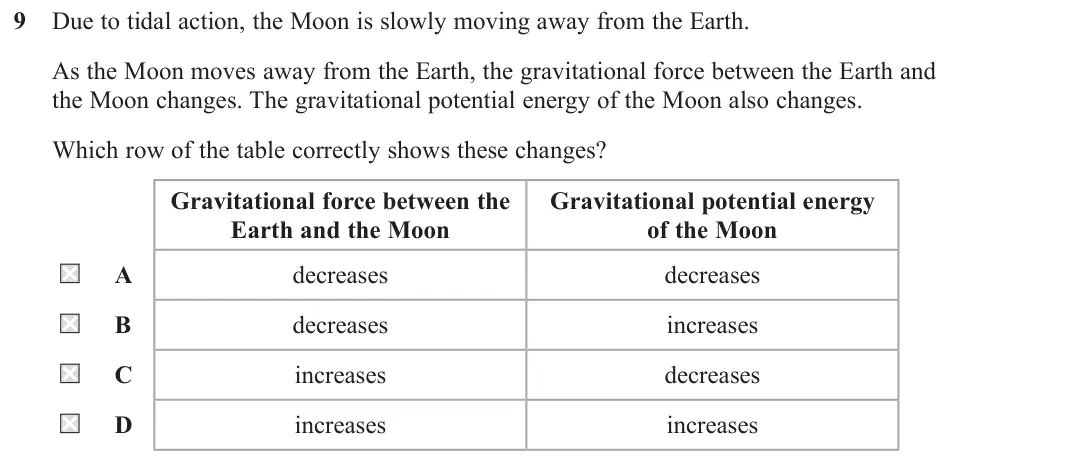 9 Due to tidal action, the Moon is slowly moving away from the Earth.
As the Moon moves away from the Earth, the gravitational force between the Earth and
the Moon changes. The gravitational potential energy of the Moon also changes.
Which row of the table correctly shows these changes?
Gravitational force between the Earth and the Moon Gravitational potential energy of the Moon
A decreases decreases
B decreases increases
C increases decreases
D increases increases